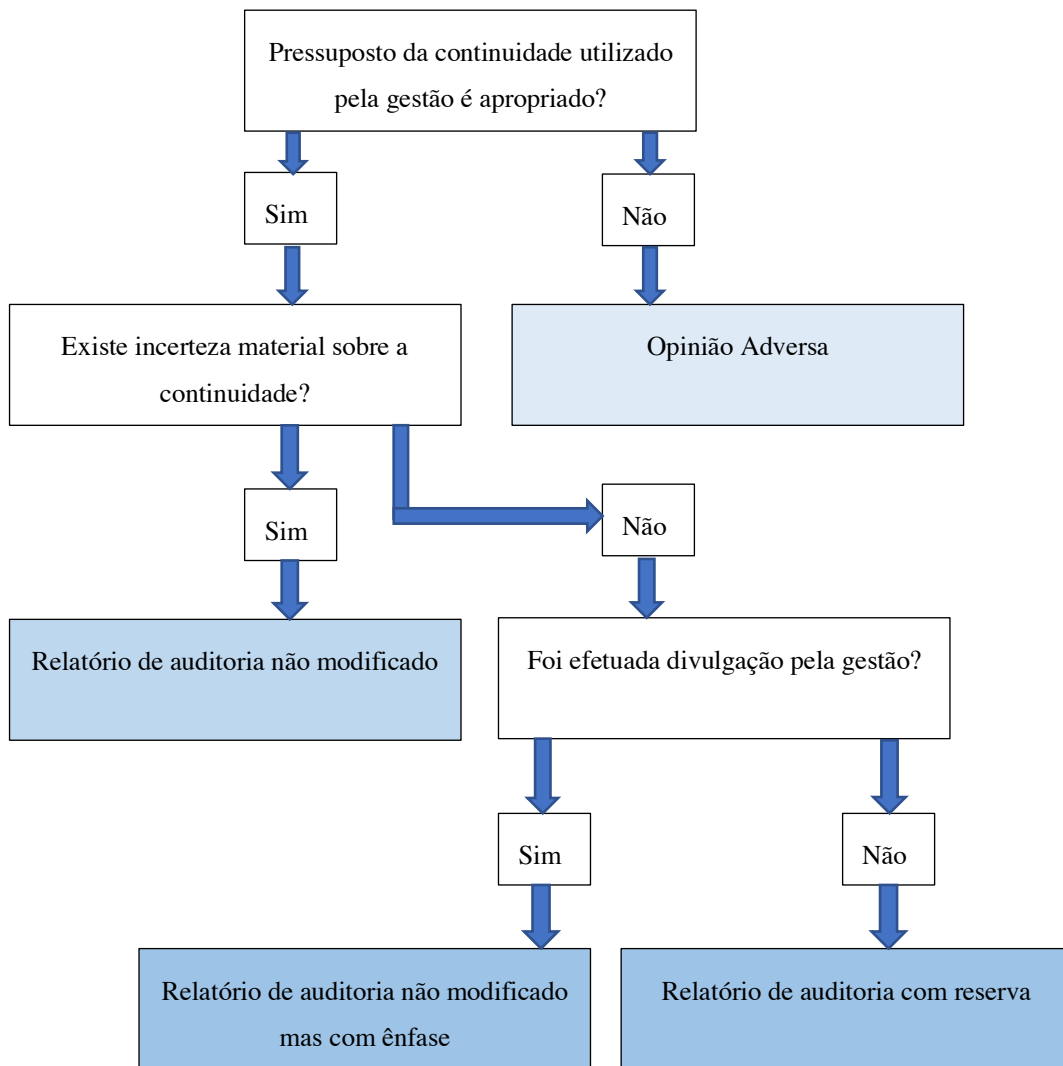 Pressuposto da continuidade utilizado
pela gestão é apropriado?
Sim
Não
Existe incerteza material sobre a
continuidade?
Opinião Adversa
Sim
Não
Relatório de auditoria não modificado
Foi efetuada divulgação pela gestão?
Sim
Não
Relatório de auditoria não modificado
mas com ênfase
Relatório de auditoria com reserva